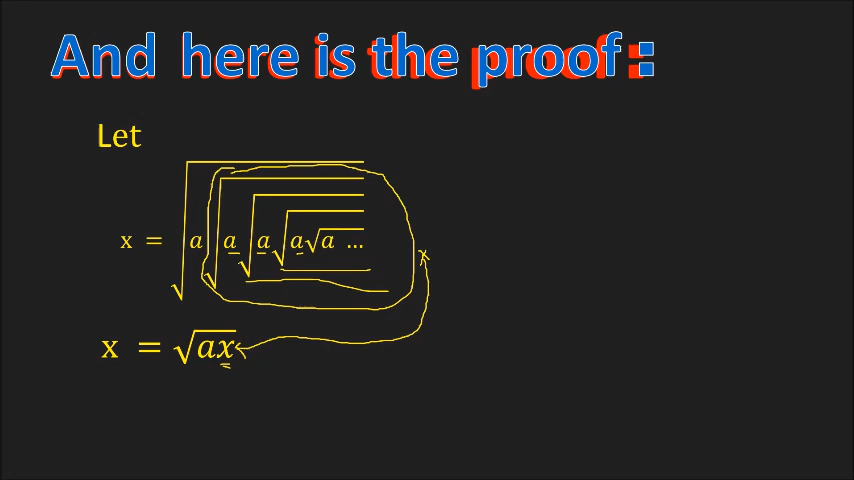 And here is the proof :
Let
x = √a√a√a√a√a ...
x
x = √ax